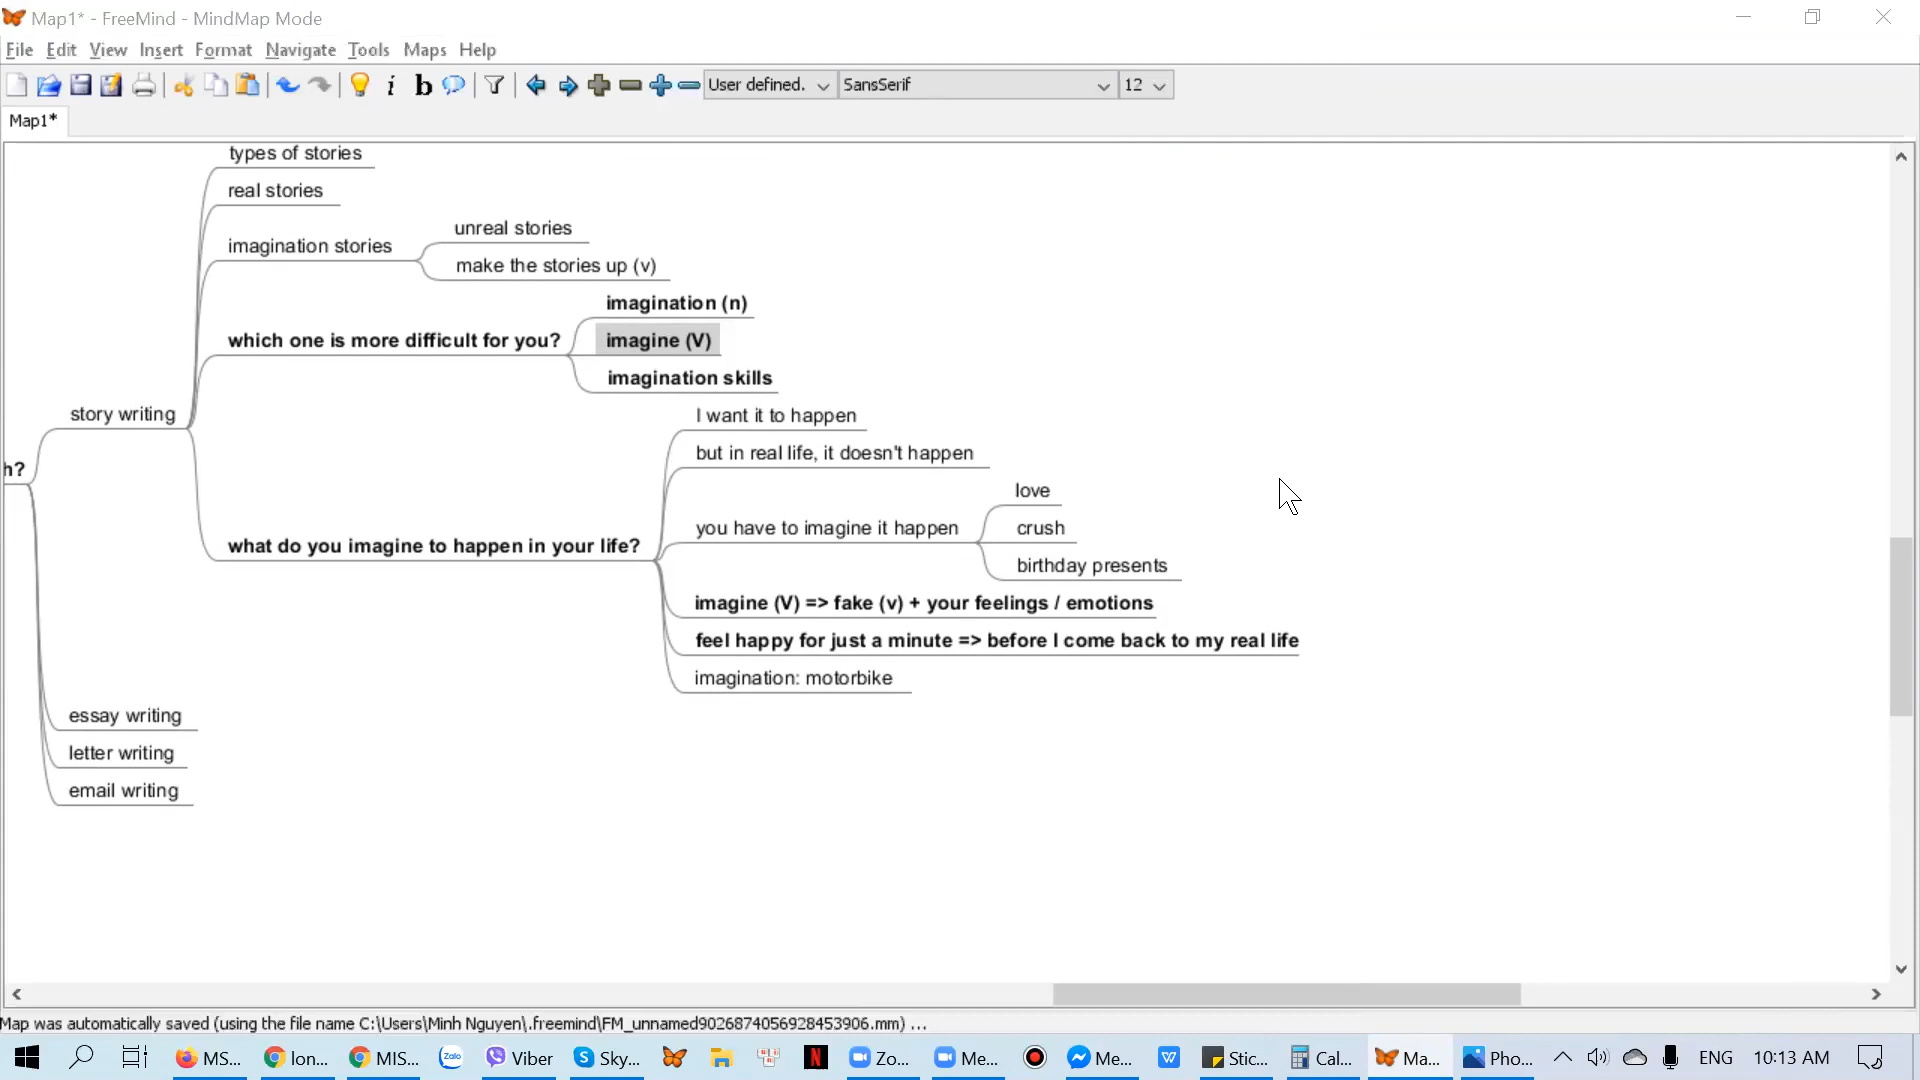 Map1* - FreeMind - MindMap Mode
File Edit View Insert Format Navigate Tools Maps Help
i b User defined. SansSerif 12
Map1*
types of stories
real stories
unreal stories
imagination stories
make the stories up (v)
imagination (n)
which one is more difficult for you?
imagine (V)
imagination skills
story writing
I want it to happen
but in real life, it doesn't happen
h?
love
you have to imagine it happen
crush
what do you imagine to happen in your life?
birthday presents
imagine (V) => fake (v) + your feelings / emotions
feel happy for just a minute => before I come back to my real life
imagination: motorbike
essay writing
letter writing
email writing
Map was automatically saved (using the file name C:\Users\Minh Nguyen\.freemind\FM_unnamed9026874056928453906.mm) ...
MS... lon... MIS... Zalo Viber Sky... N Zo... Me... Me... W Stic... Cal... Ma... Pho... ENG 10:13 AM